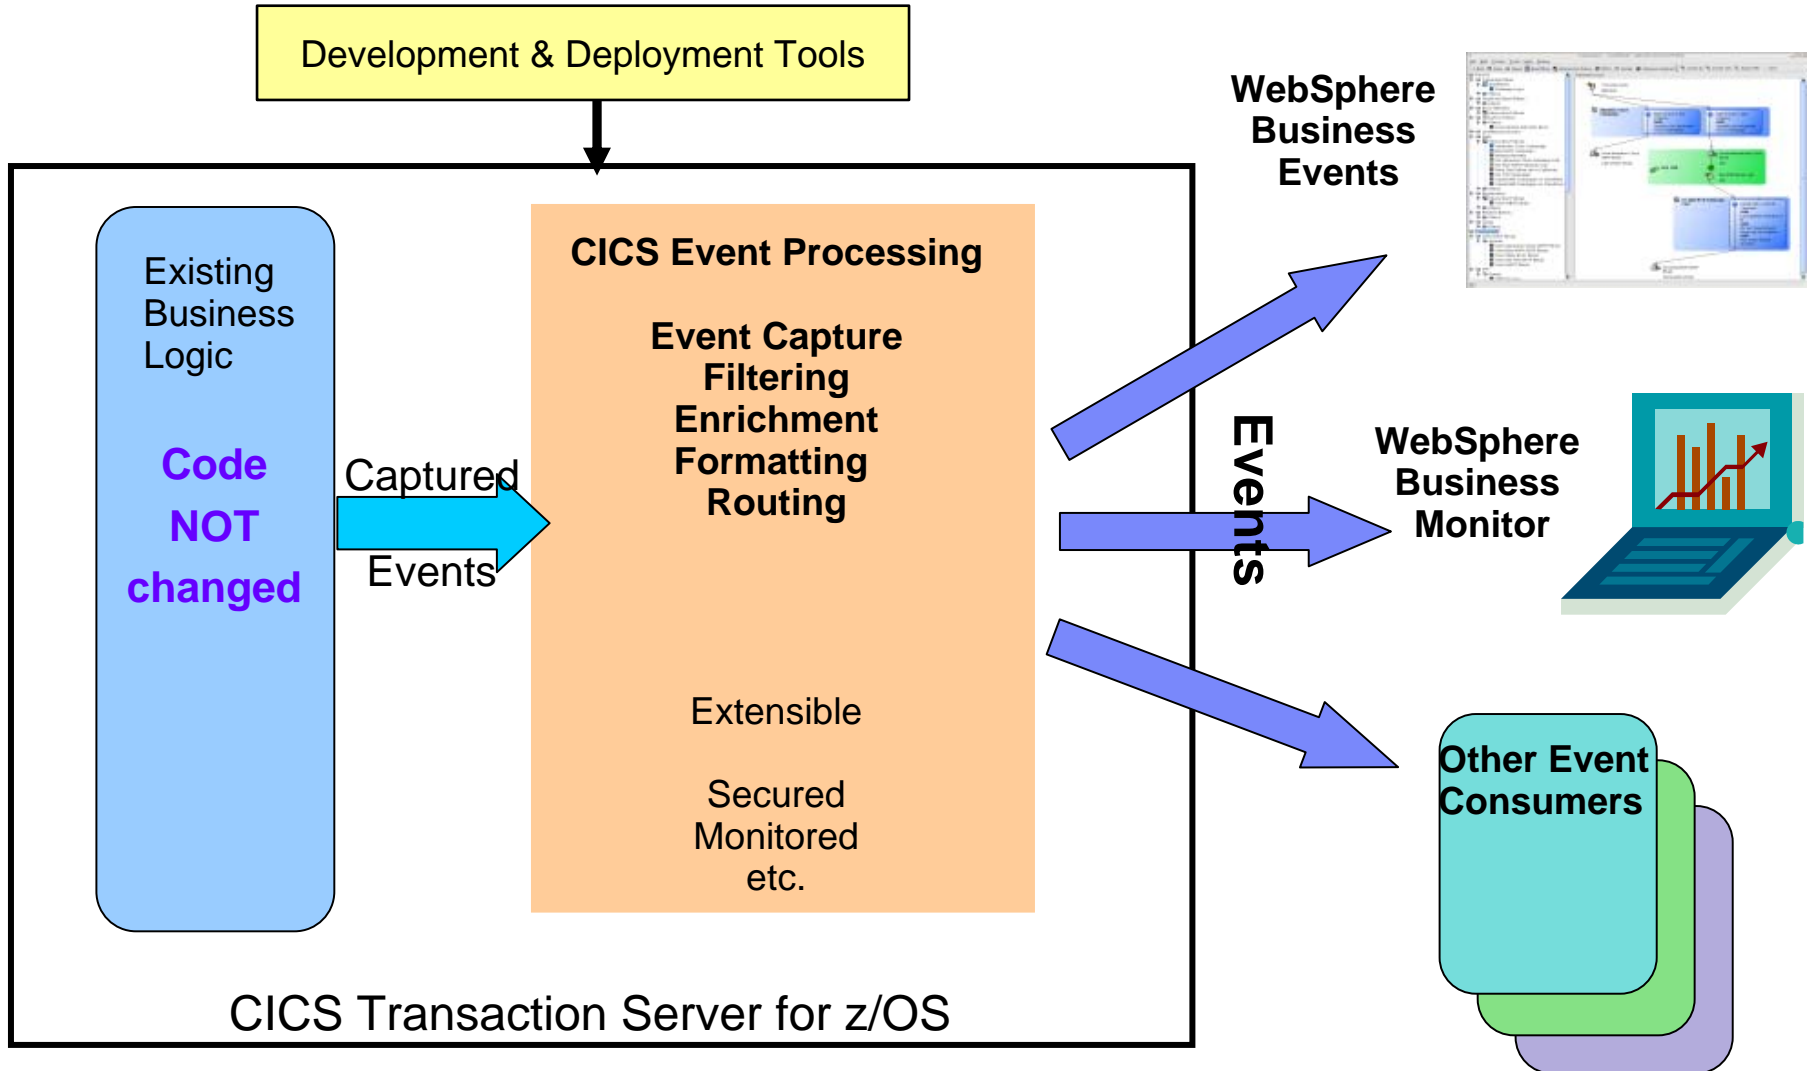 Development & Deployment Tools
WebSphere
Business
Events
Existing
Business
Logic
Code
NOT
changed
Captured
Events
CICS Event Processing
Event Capture
Filtering
Enrichment
Formatting
Routing
Extensible
Secured
Monitored
etc.
Events
WebSphere
Business
Monitor
Other Event
Consumers
CICS Transaction Server for z/OS